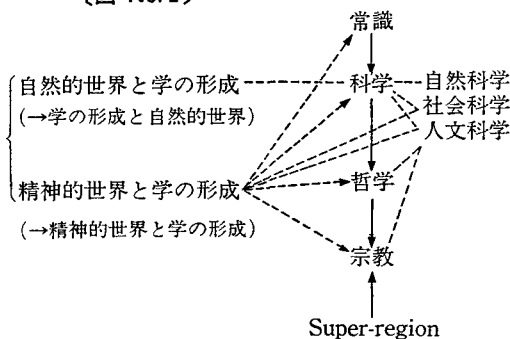 (図 No.2)
常識
自然的世界と学の形成
科学
自然科学
(→学の形成と自然的世界)
社会科学
人文科学
精神的世界と学の形成
哲学
(→精神的世界と学の形成)
宗教
Super-region